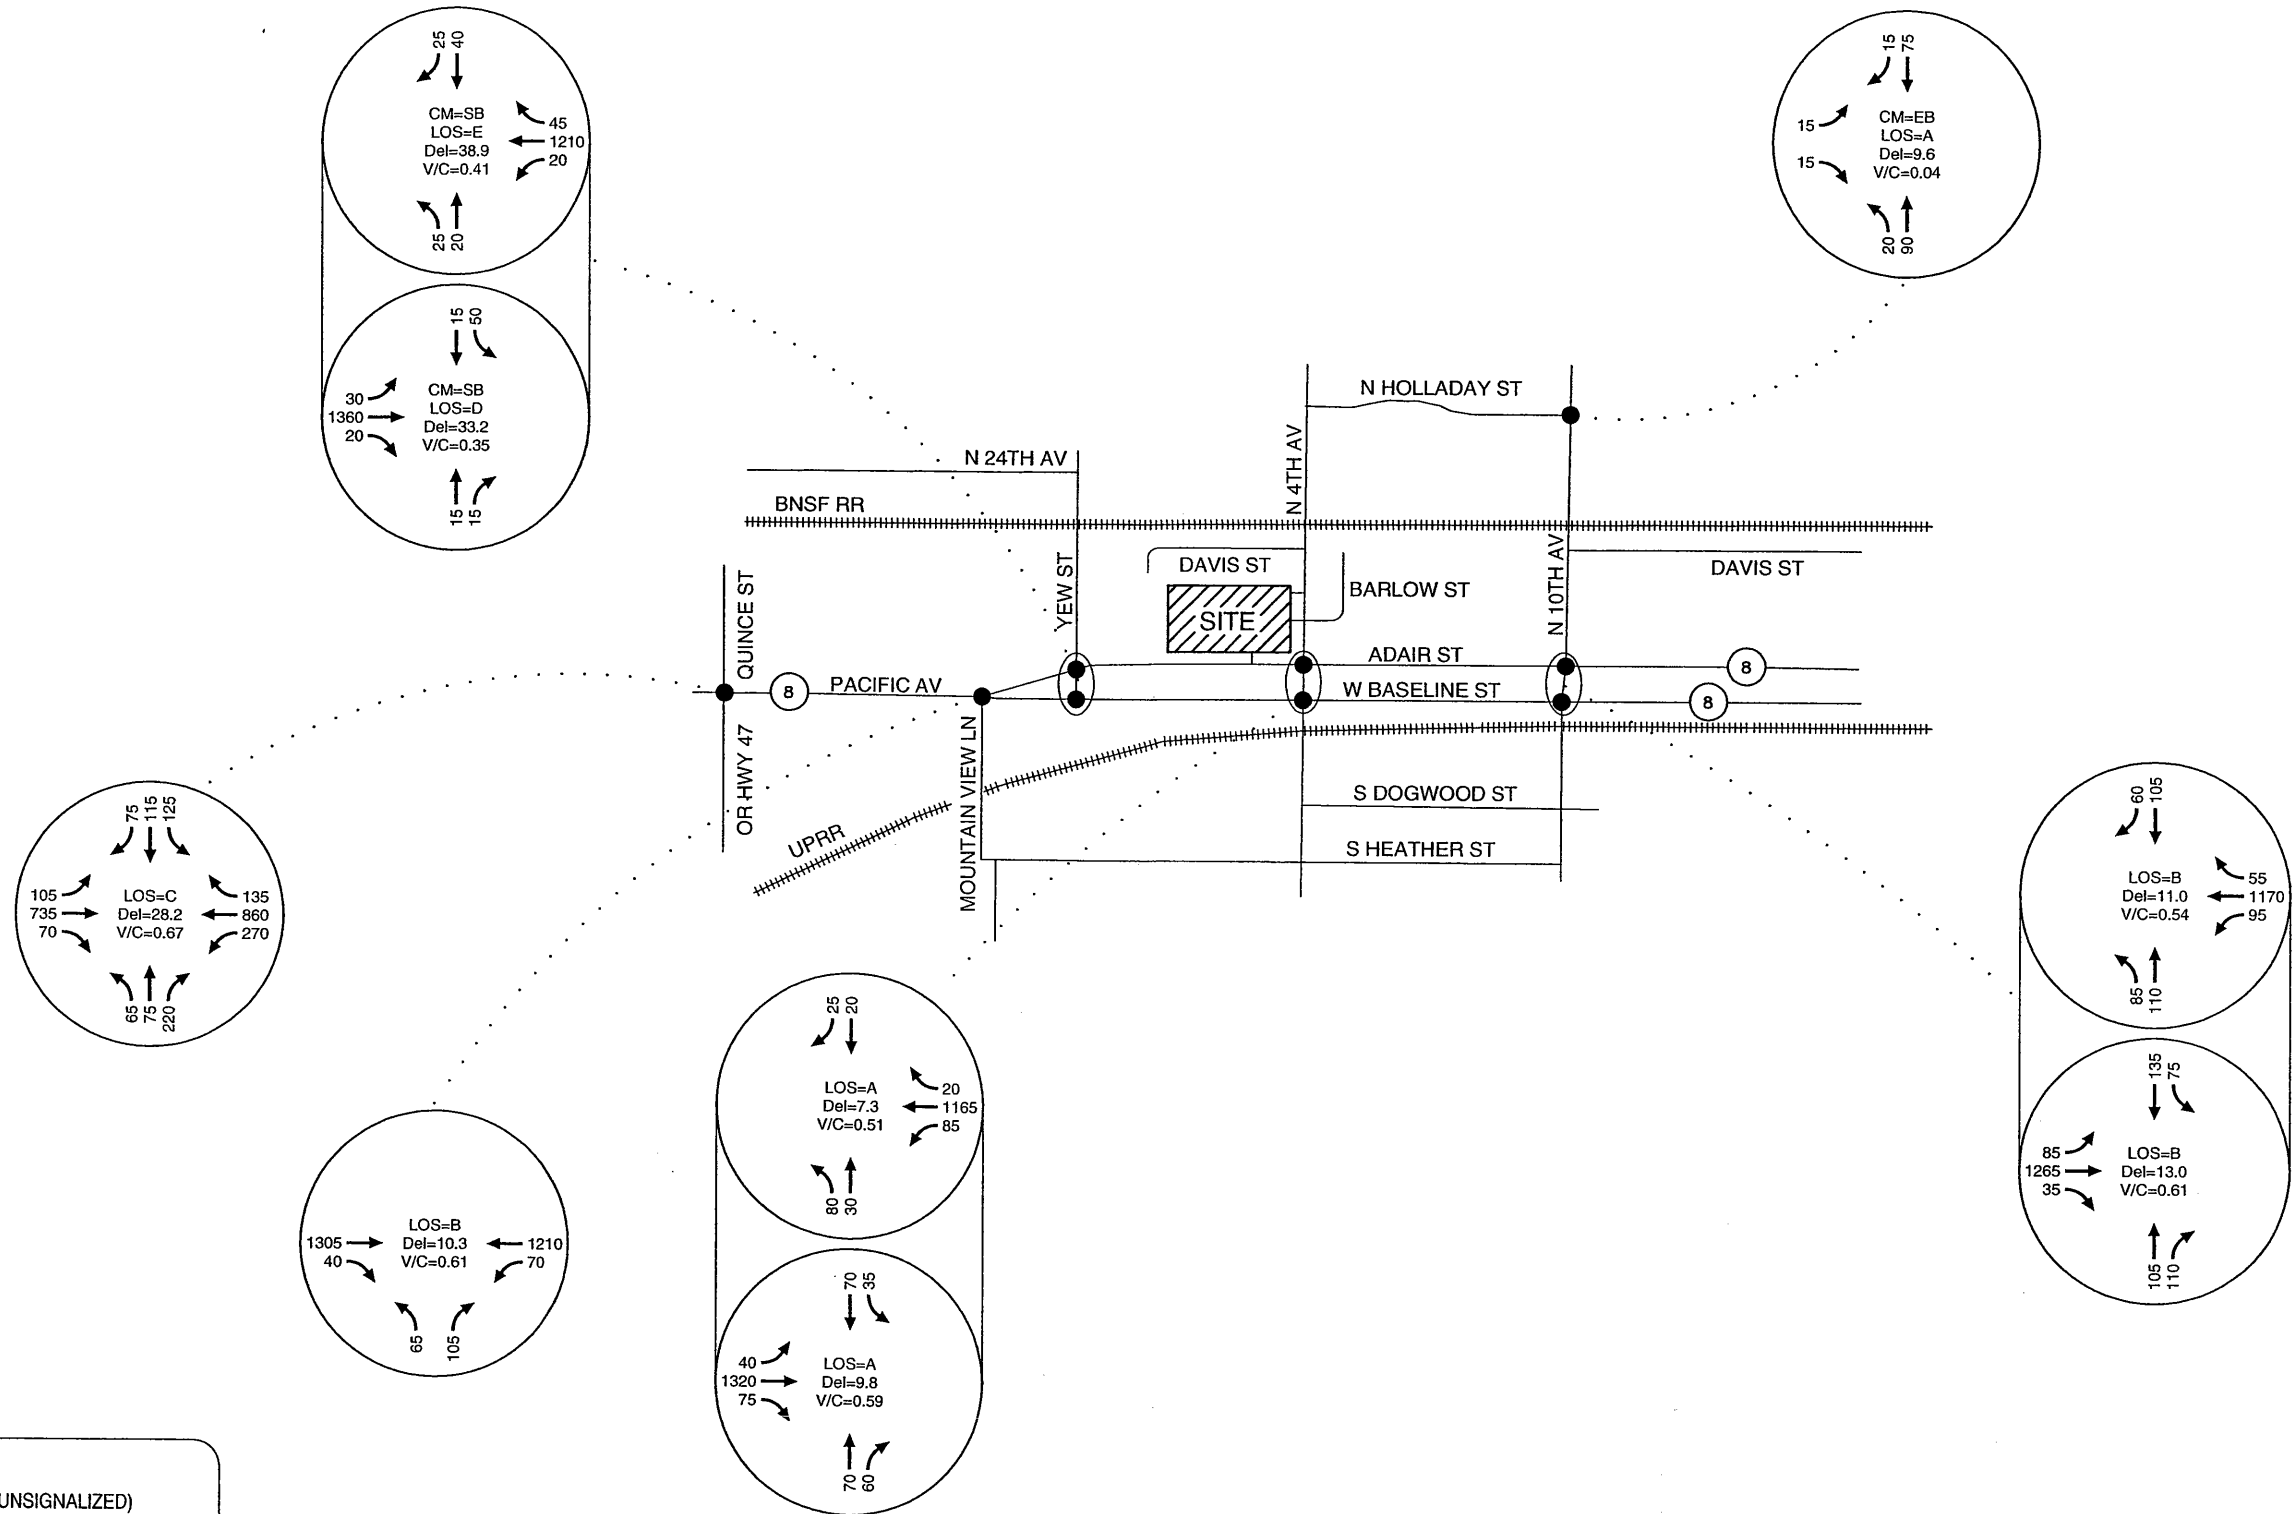 25
40
CM=SB
LOS=E
Del=38.9
V/C=0.41
45
1210
20
25
20
15
50
30
1360
20
CM=SB
LOS=D
Del=33.2
V/C=0.35
15
15
15
75
15
15
CM=EB
LOS=A
Del=9.6
V/C=0.04
20
90
N HOLLADAY ST
N 4TH AV
N 24TH AV
BNSF RR
YEW ST
DAVIS ST
N 10TH AV
DAVIS ST
BARLOW ST
SITE
QUINCE ST
ADAIR ST
8
8
PACIFIC AV
W BASELINE ST
8
OR HWY 47
MOUNTAIN VIEW LN
UPRR
S DOGWOOD ST
S HEATHER ST
75
115
125
105
735
70
LOS=C
Del=28.2
V/C=0.67
135
860
270
65
75
220
60
105
LOS=B
Del=11.0
V/C=0.54
55
1170
95
85
110
135
75
85
1265
35
LOS=B
Del=13.0
V/C=0.61
105
110
25
20
LOS=A
Del=7.3
V/C=0.51
20
1165
85
80
30
70
35
40
1320
75
LOS=A
Del=9.8
V/C=0.59
70
60
1305
40
LOS=B
Del=10.3
V/C=0.61
1210
70
65
105
UNSIGNALIZED)